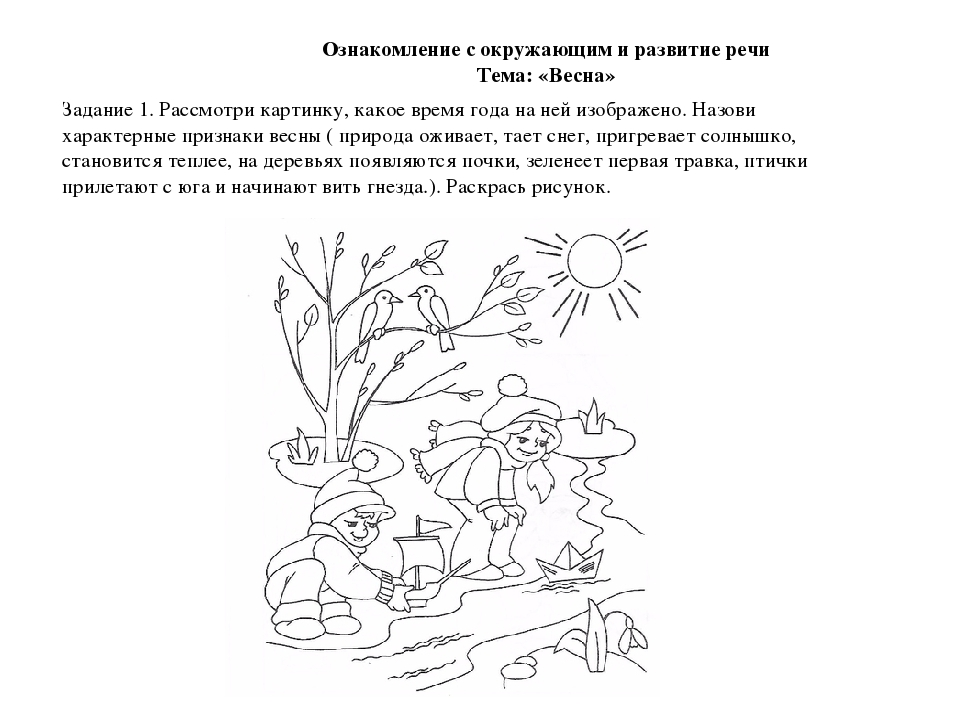 Ознакомление с окружающим и развитие речи
Тема: «Весна»
Задание 1. Рассмотри картинку, какое время года на ней изображено. Назови
характерные признаки весны ( природа оживает, тает снег, пригревает солнышко,
становится теплее, на деревьях появляются почки, зеленеет первая травка, птички
прилетают с юга и начинают вить гнезда.). Раскрась рисунок.